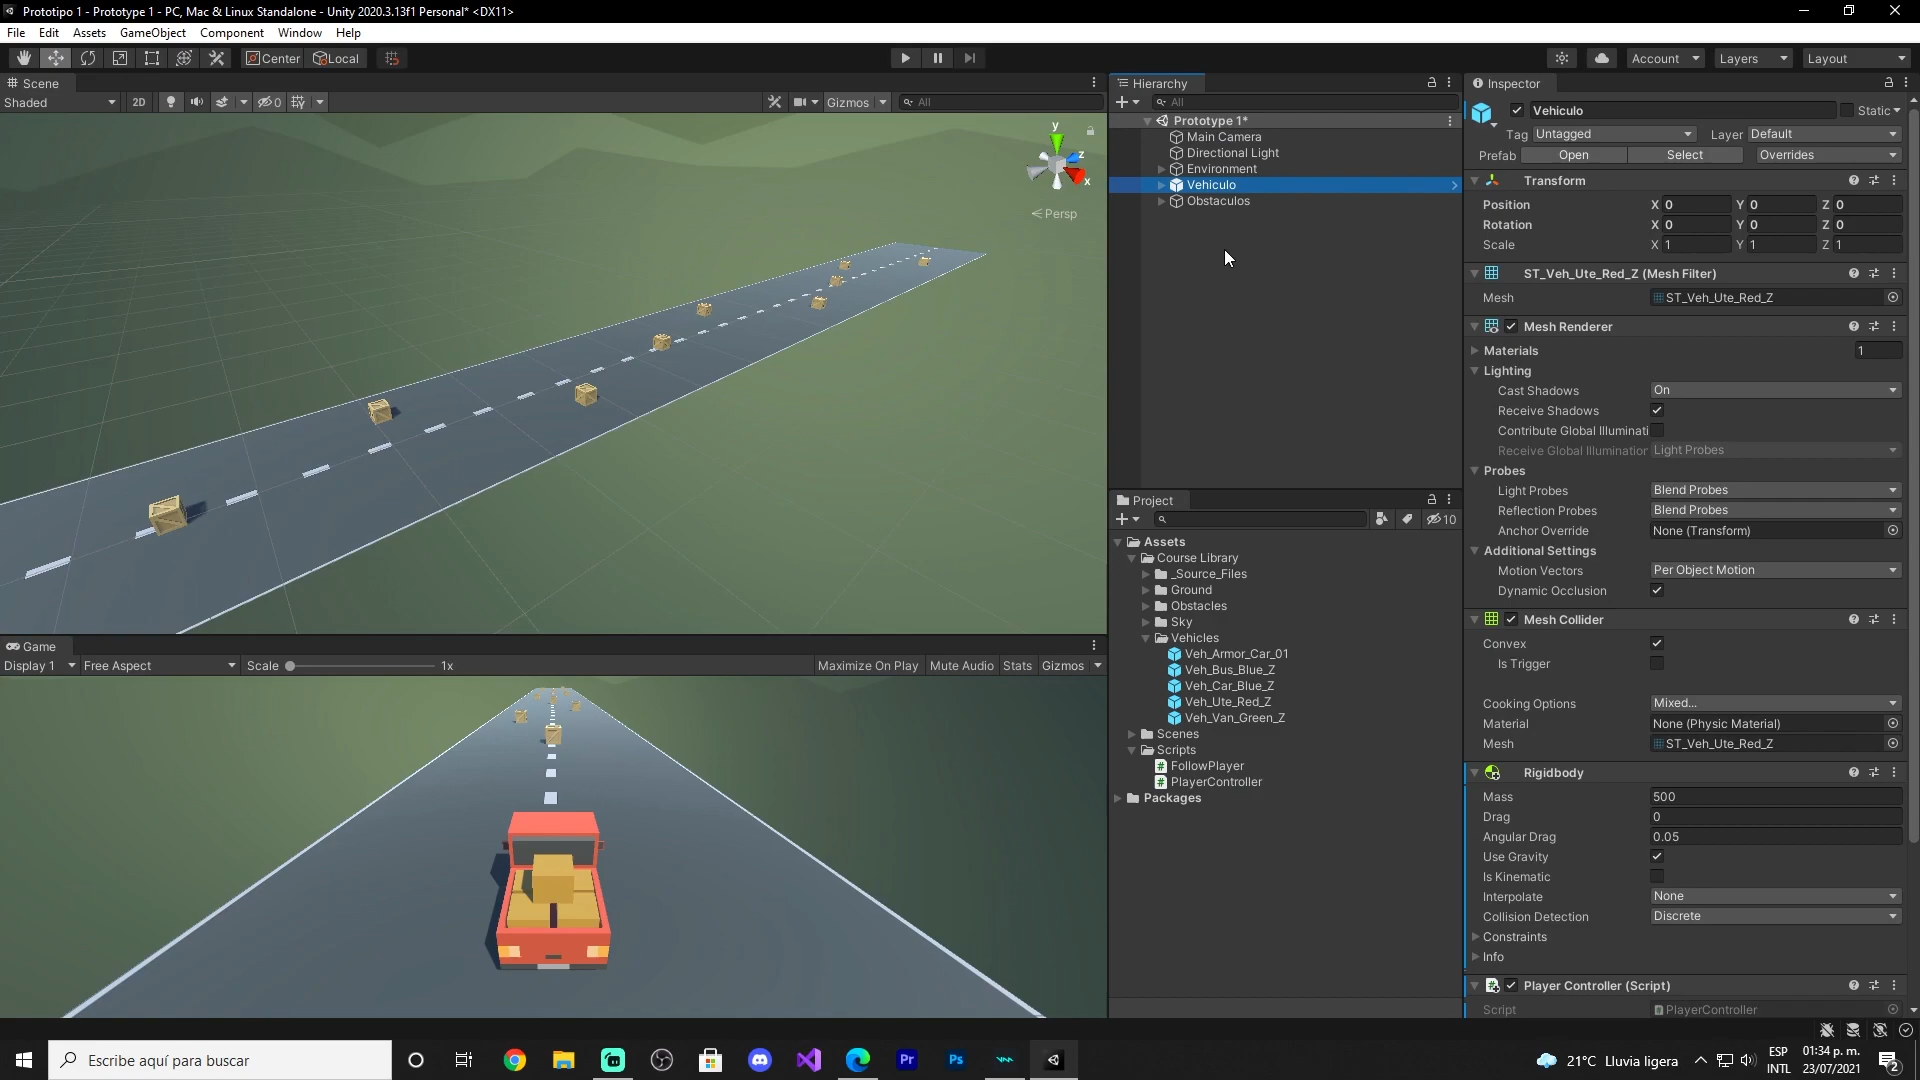 Prototipo 1 - Prototype 1 - PC, Mac & Linux Standalone - Unity 2020.3.13f1 Personal* <DX11>
File Edit Assets GameObject Component Window Help
Center Local Account Layers Layout
Scene
Shaded 2D 0 Gizmos All
y
z
x
Persp
Game
Display 1 Free Aspect Scale 1x Maximize On Play Mute Audio Stats Gizmos
Hierarchy
All
Prototype 1*
Main Camera
Directional Light
Environment
Vehiculo
Obstaculos
Project
10
Assets
Course Library
_Source_Files
Ground
Obstacles
Sky
Vehicles
Veh_Armor_Car_01
Veh_Bus_Blue_Z
Veh_Car_Blue_Z
Veh_Ute_Red_Z
Veh_Van_Green_Z
Scenes
Scripts
FollowPlayer
PlayerController
Packages
Inspector
Vehiculo Static
Tag Untagged Layer Default
Prefab Open Select Overrides
Transform
Position X 0 Y 0 Z 0
Rotation X 0 Y 0 Z 0
Scale X 1 Y 1 Z 1
ST_Veh_Ute_Red_Z (Mesh Filter)
Mesh ST_Veh_Ute_Red_Z
Mesh Renderer
Materials 1
Lighting
Cast Shadows On
Receive Shadows
Contribute Global Illuminati
Receive Global Illumination Light Probes
Probes
Light Probes Blend Probes
Reflection Probes Blend Probes
Anchor Override None (Transform)
Additional Settings
Motion Vectors Per Object Motion
Dynamic Occlusion
Mesh Collider
Convex
Is Trigger
Cooking Options Mixed...
Material None (Physic Material)
Mesh ST_Veh_Ute_Red_Z
Rigidbody
Mass 500
Drag 0
Angular Drag 0.05
Use Gravity
Is Kinematic
Interpolate None
Collision Detection Discrete
Constraints
Info
Player Controller (Script)
Script PlayerController
Escribe aquí para buscar
Pr
Ps
21°C Lluvia ligera
ESP
INTL
01:34 p. m.
23/07/2021
2